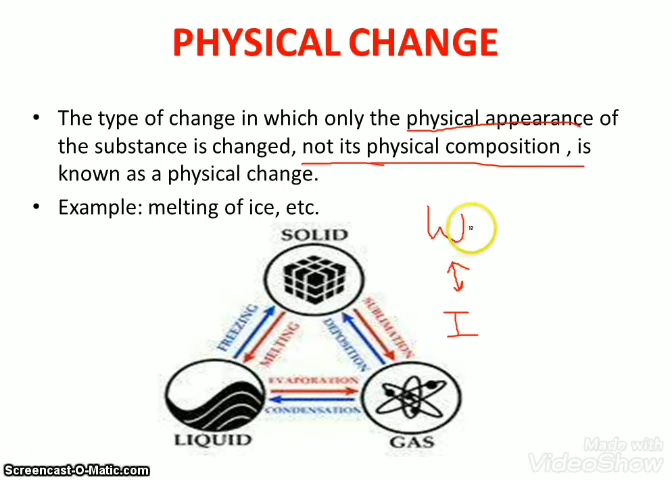 PHYSICAL CHANGE
• The type of change in which only the physical appearance of
the substance is changed, not its physical composition , is
known as a physical change.
• Example: melting of ice, etc.
W
I
SOLID
FREEZING
MELTING
DEPOSITION
SUBLIMATION
EVAPORATION
CONDENSATION
LIQUID
GAS
Made with
VideoShow
Screencast-O-Matic.com